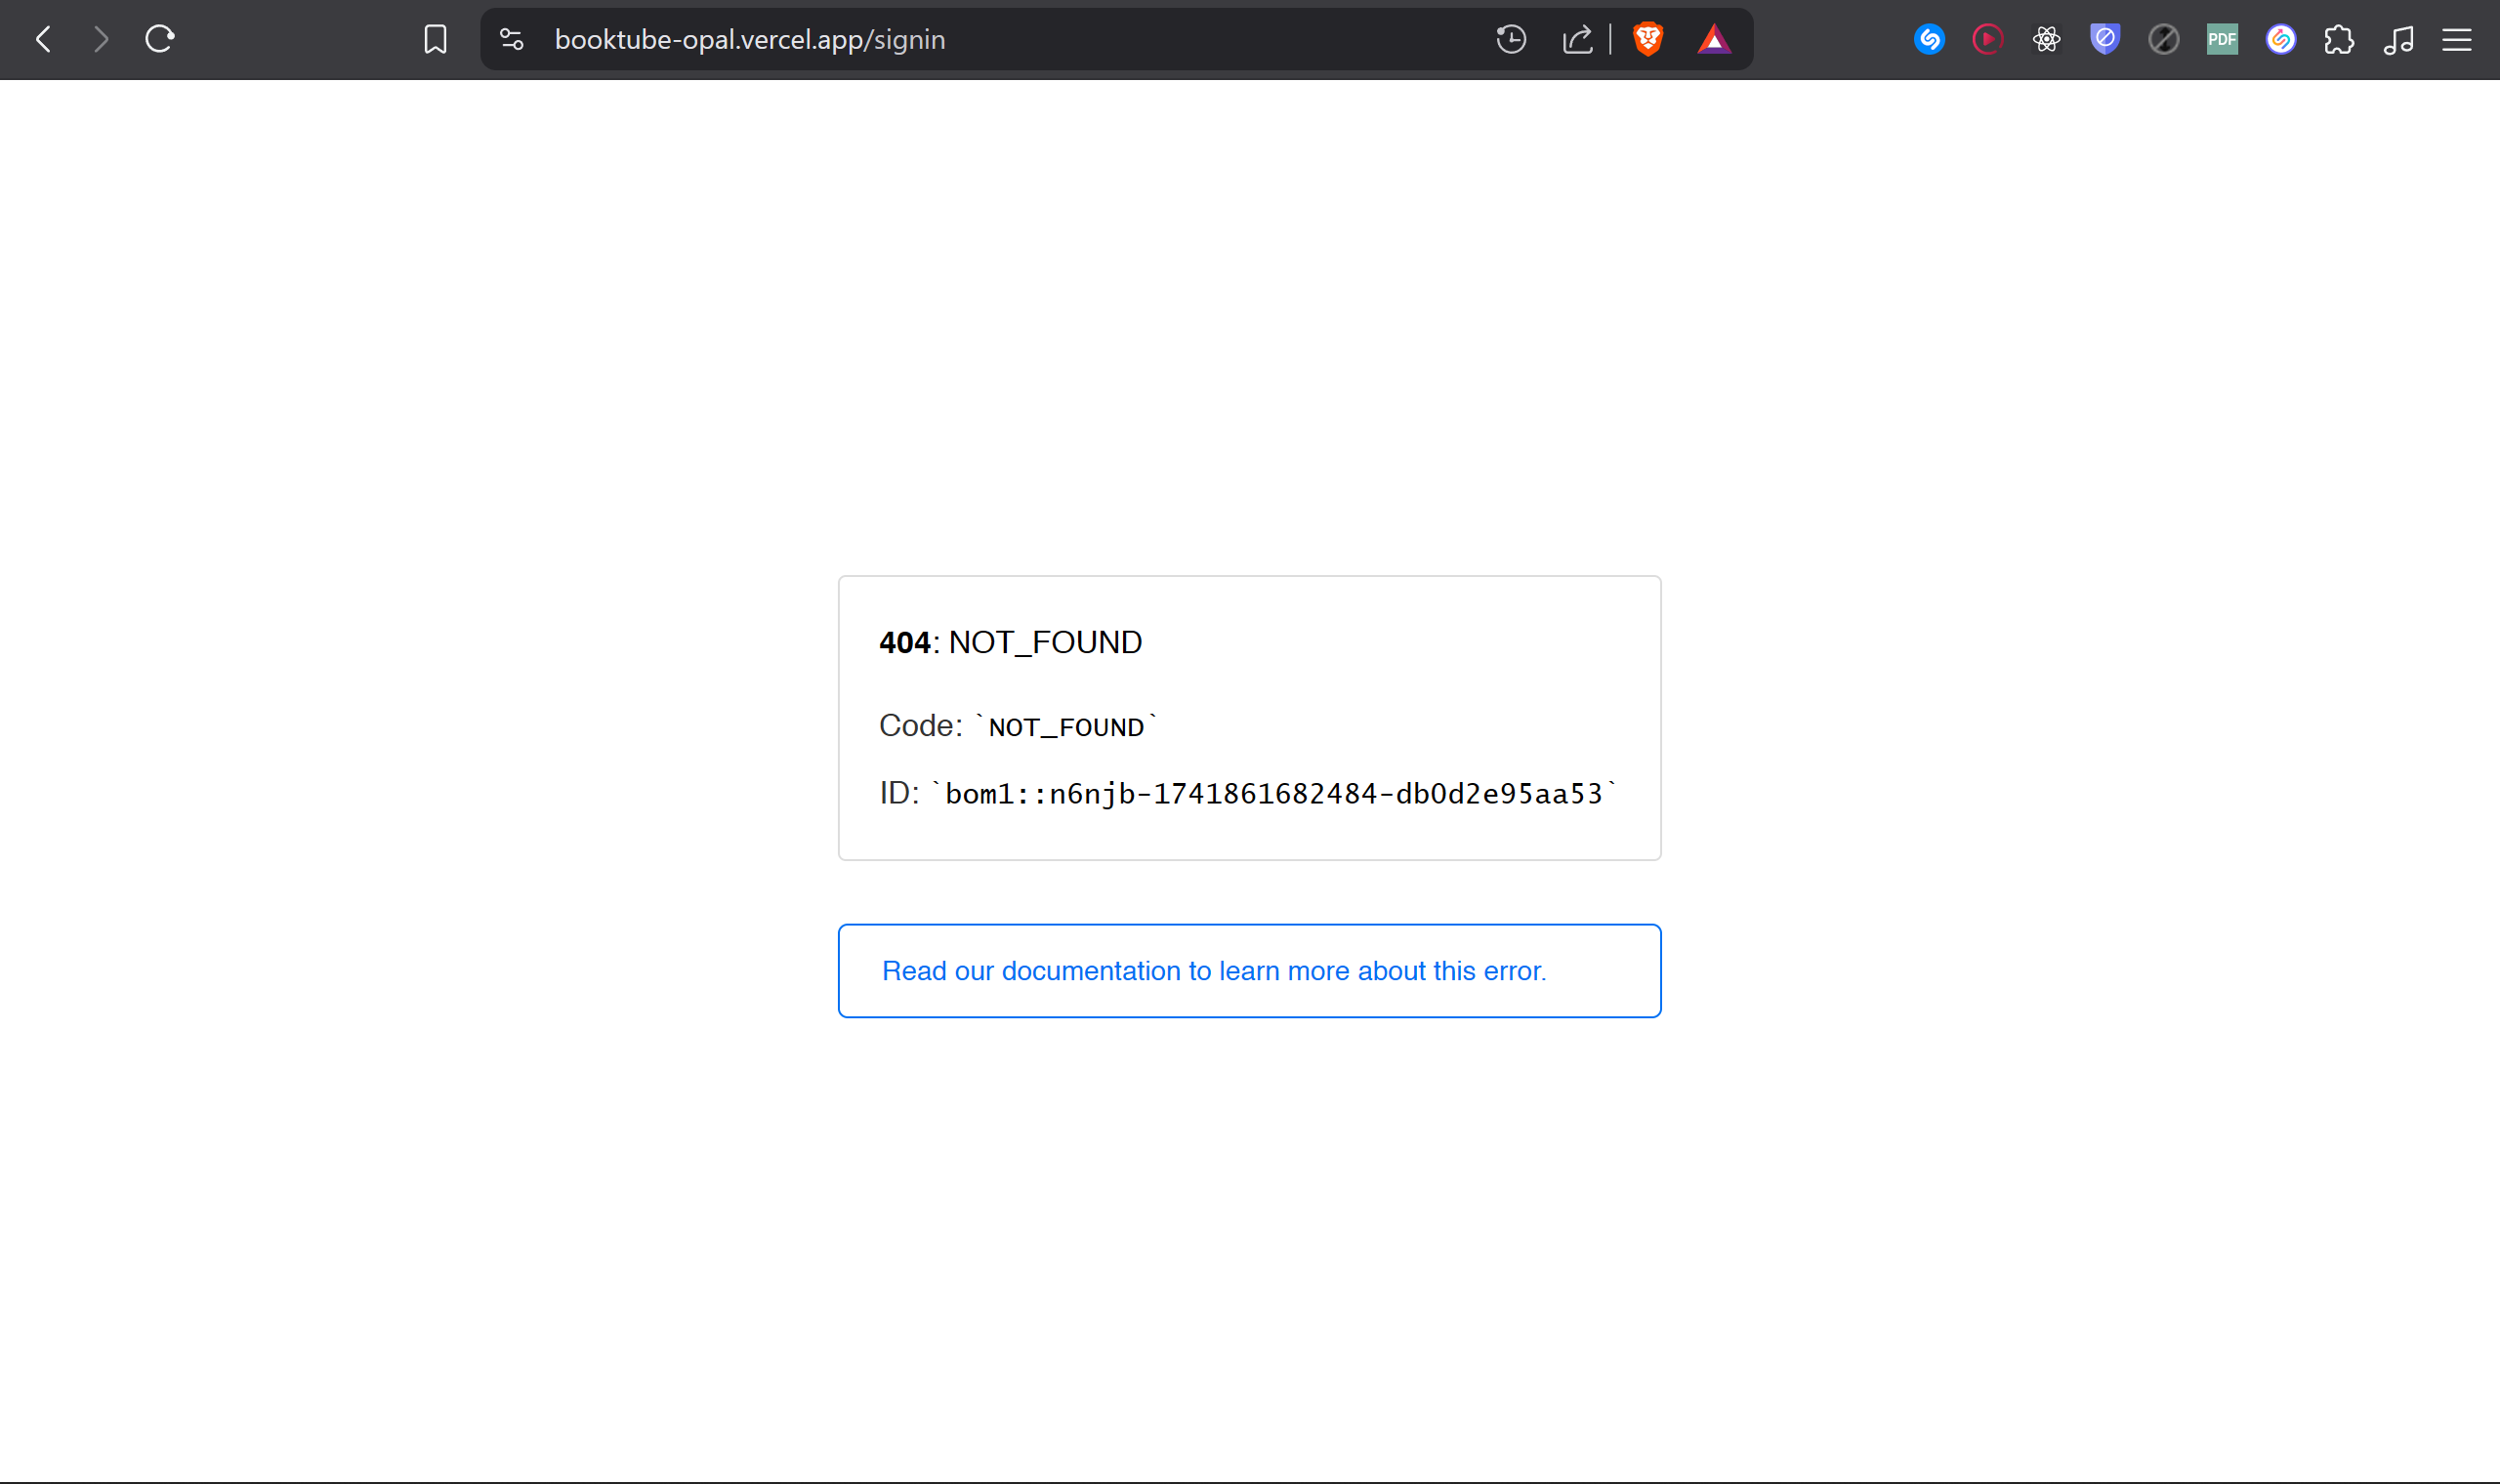 booktube-opal.vercel.app/signin
PDF
404: NOT_FOUND
Code: `NOT_FOUND`
ID: `bom1::n6njb-1741861682484-db0d2e95aa53`
Read our documentation to learn more about this error.